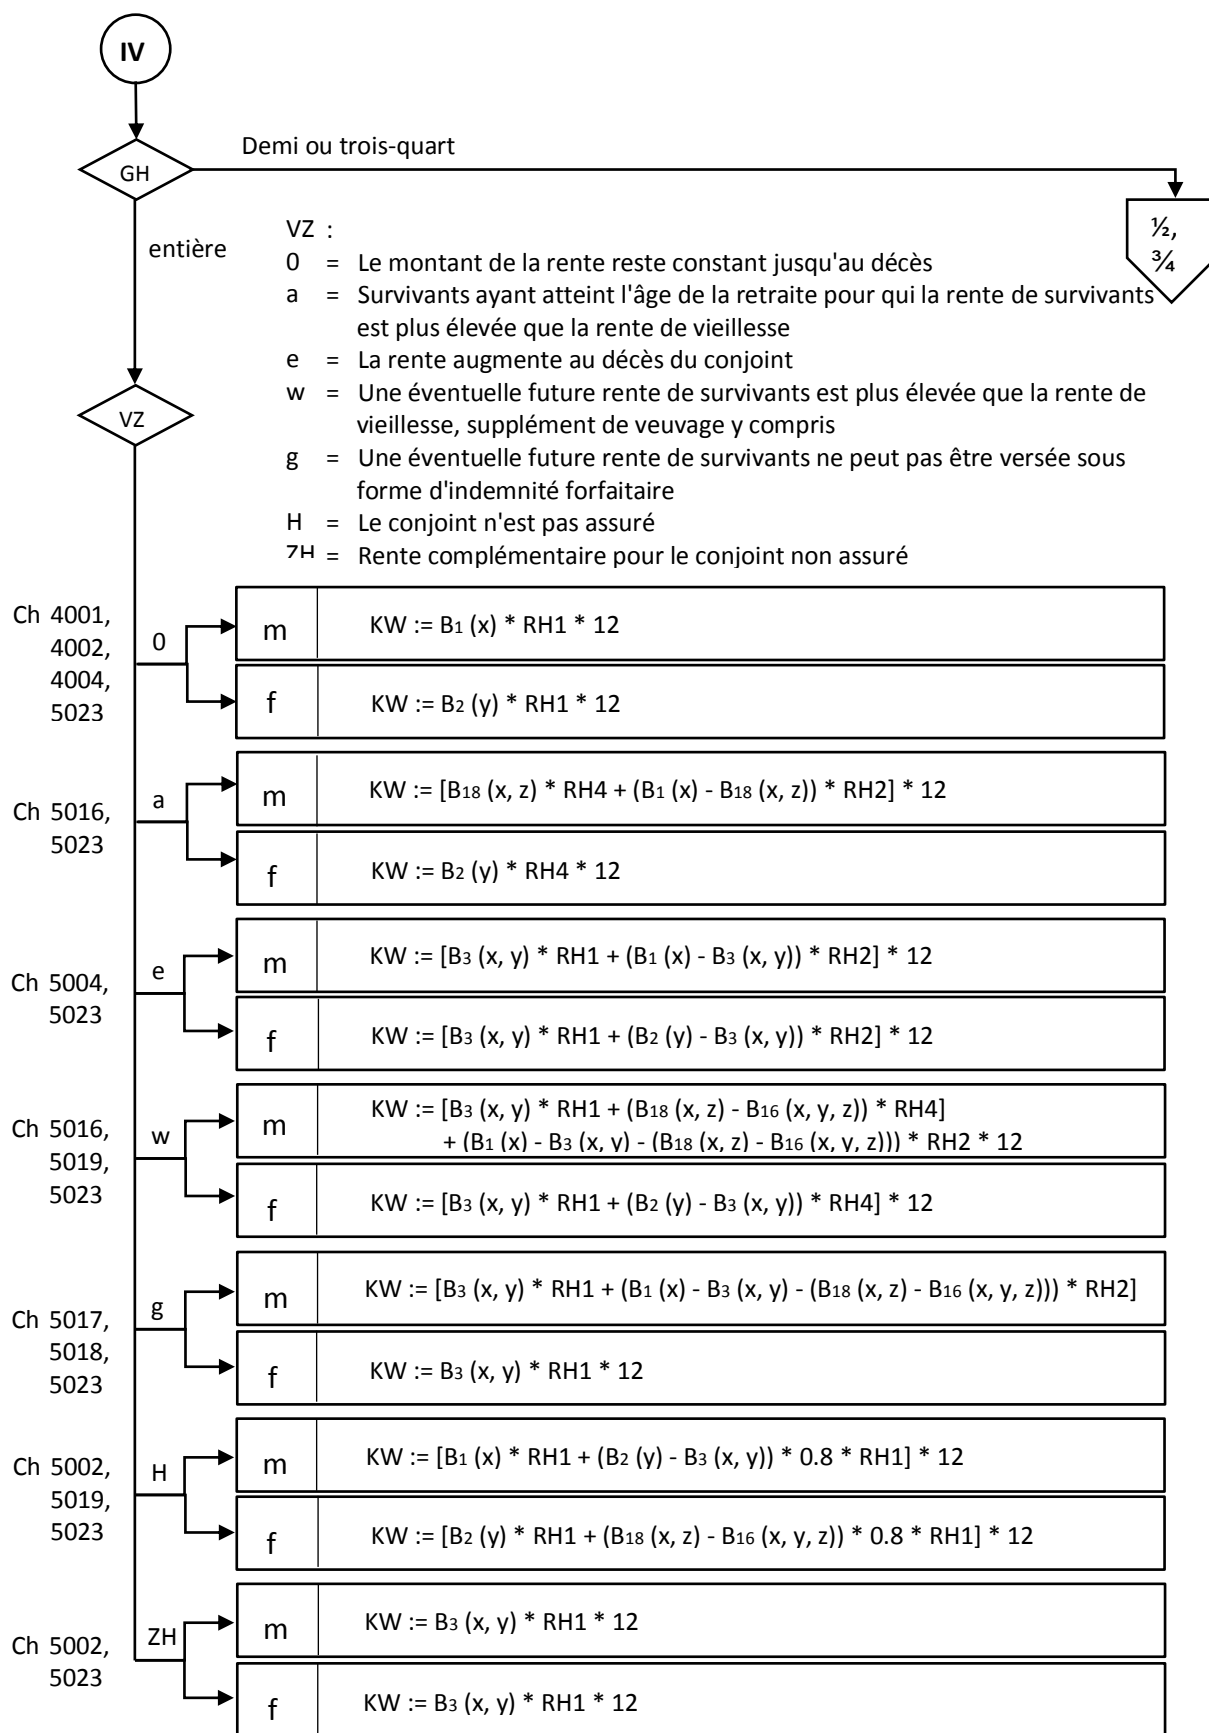 IV
Demi ou trois-quart
GH
½,
¾
entière
VZ :
0 = Le montant de la rente reste constant jusqu'au décès
a = Survivants ayant atteint l'âge de la retraite pour qui la rente de survivants
est plus élevée que la rente de vieillesse
e = La rente augmente au décès du conjoint
w = Une éventuelle future rente de survivants est plus élevée que la rente de
vieillesse, supplément de veuvage y compris
g = Une éventuelle future rente de survivants ne peut pas être versée sous
forme d'indemnité forfaitaire
H = Le conjoint n'est pas assuré
ZH = Rente complémentaire pour le conjoint non assuré
VZ
Ch 4001,
4002,
4004,
5023
0
m KW := B1 (x) * RH1 * 12
f KW := B2 (y) * RH1 * 12
Ch 5016,
5023
a
m KW := [B18 (x, z) * RH4 + (B1 (x) - B18 (x, z)) * RH2] * 12
f KW := B2 (y) * RH4 * 12
Ch 5004,
5023
e
m KW := [B3 (x, y) * RH1 + (B1 (x) - B3 (x, y)) * RH2] * 12
f KW := [B3 (x, y) * RH1 + (B2 (y) - B3 (x, y)) * RH2] * 12
Ch 5016,
5019,
5023
w
m KW := [B3 (x, y) * RH1 + (B18 (x, z) - B16 (x, y, z)) * RH4]
+ (B1 (x) - B3 (x, y) - (B18 (x, z) - B16 (x, y, z))) * RH2 * 12
f KW := [B3 (x, y) * RH1 + (B2 (y) - B3 (x, y)) * RH4] * 12
Ch 5017,
5018,
5023
g
m KW := [B3 (x, y) * RH1 + (B1 (x) - B3 (x, y) - (B18 (x, z) - B16 (x, y, z))) * RH2]
f KW := B3 (x, y) * RH1 * 12
Ch 5002,
5019,
5023
H
m KW := [B1 (x) * RH1 + (B2 (y) - B3 (x, y)) * 0.8 * RH1] * 12
f KW := [B2 (y) * RH1 + (B18 (x, z) - B16 (x, y, z)) * 0.8 * RH1] * 12
Ch 5002,
5023
ZH
m KW := B3 (x, y) * RH1 * 12
f KW := B3 (x, y) * RH1 * 12